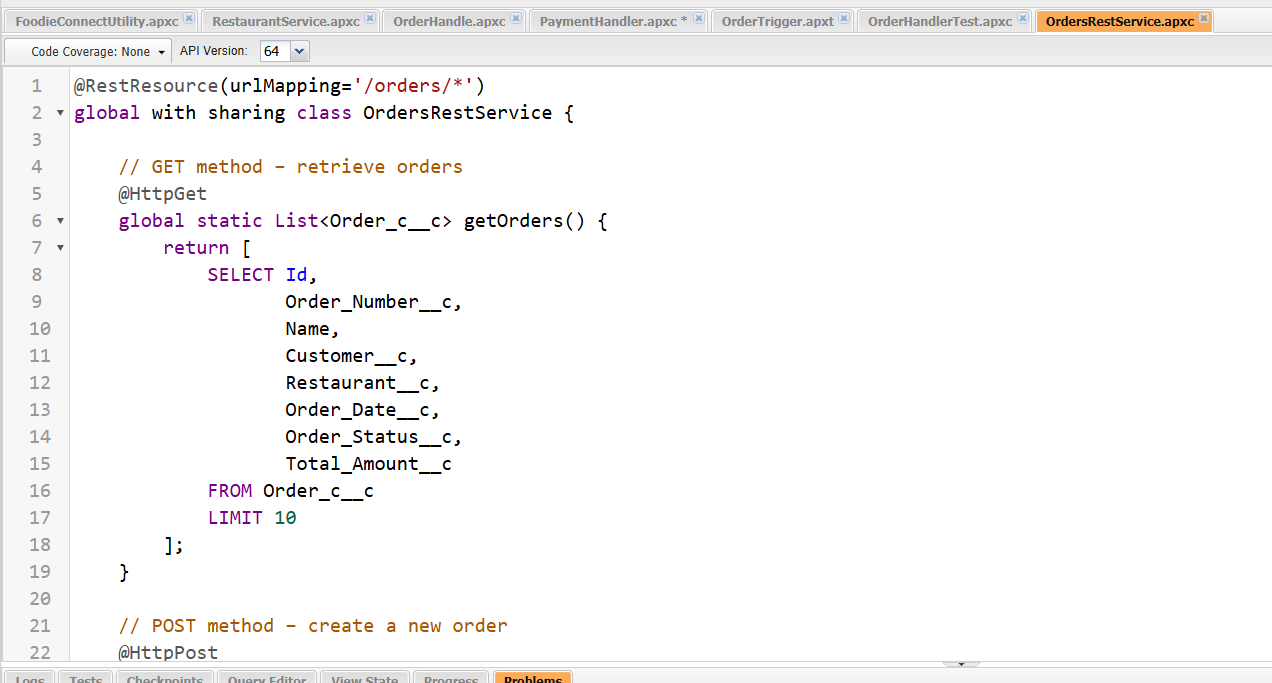 FoodieConnectUtility.apxc RestaurantService.apxc OrderHandle.apxc PaymentHandler.apxc * OrderTrigger.apxt OrderHandlerTest.apxc OrdersRestService.apxc
Code Coverage: None API Version: 64
1 @RestResource(urlMapping='/orders/*')
2 global with sharing class OrdersRestService {
3
4 // GET method – retrieve orders
5 @HttpGet
6 global static List<Order_c__c> getOrders() {
7 return [
8 SELECT Id,
9 Order_Number__c,
10 Name,
11 Customer__c,
12 Restaurant__c,
13 Order_Date__c,
14 Order_Status__c,
15 Total_Amount__c
16 FROM Order_c__c
17 LIMIT 10
18 ];
19 }
20
21 // POST method – create a new order
22 @HttpPost
Logs Tests Checkpoints Query Editor View State Progress Problems